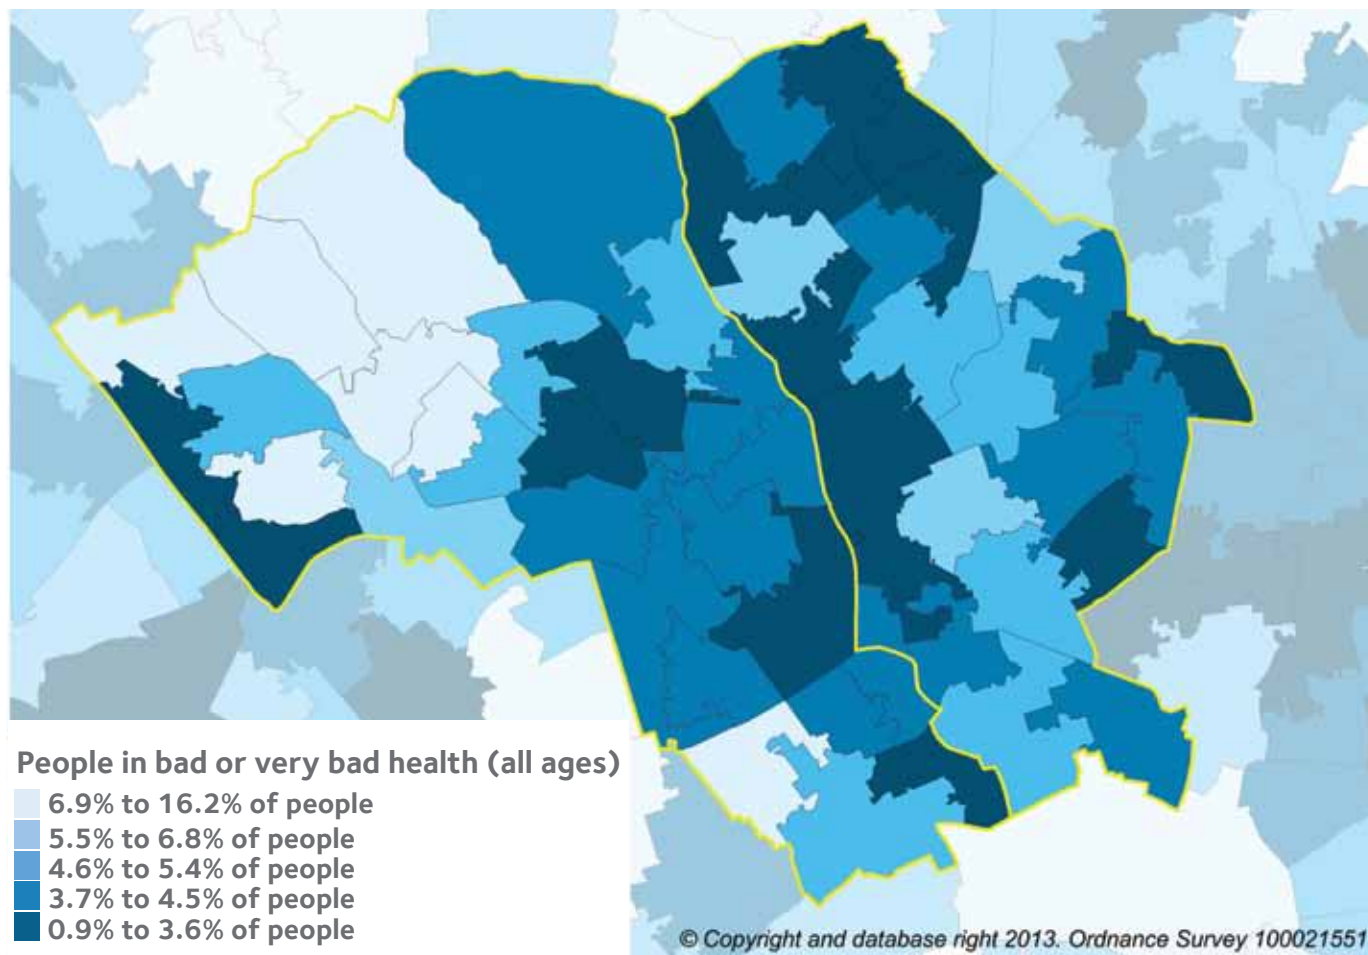 People in bad or very bad health (all ages)
6.9% to 16.2% of people
5.5% to 6.8% of people
4.6% to 5.4% of people
3.7% to 4.5% of people
0.9% to 3.6% of people
© Copyright and database right 2013. Ordnance Survey 100021551